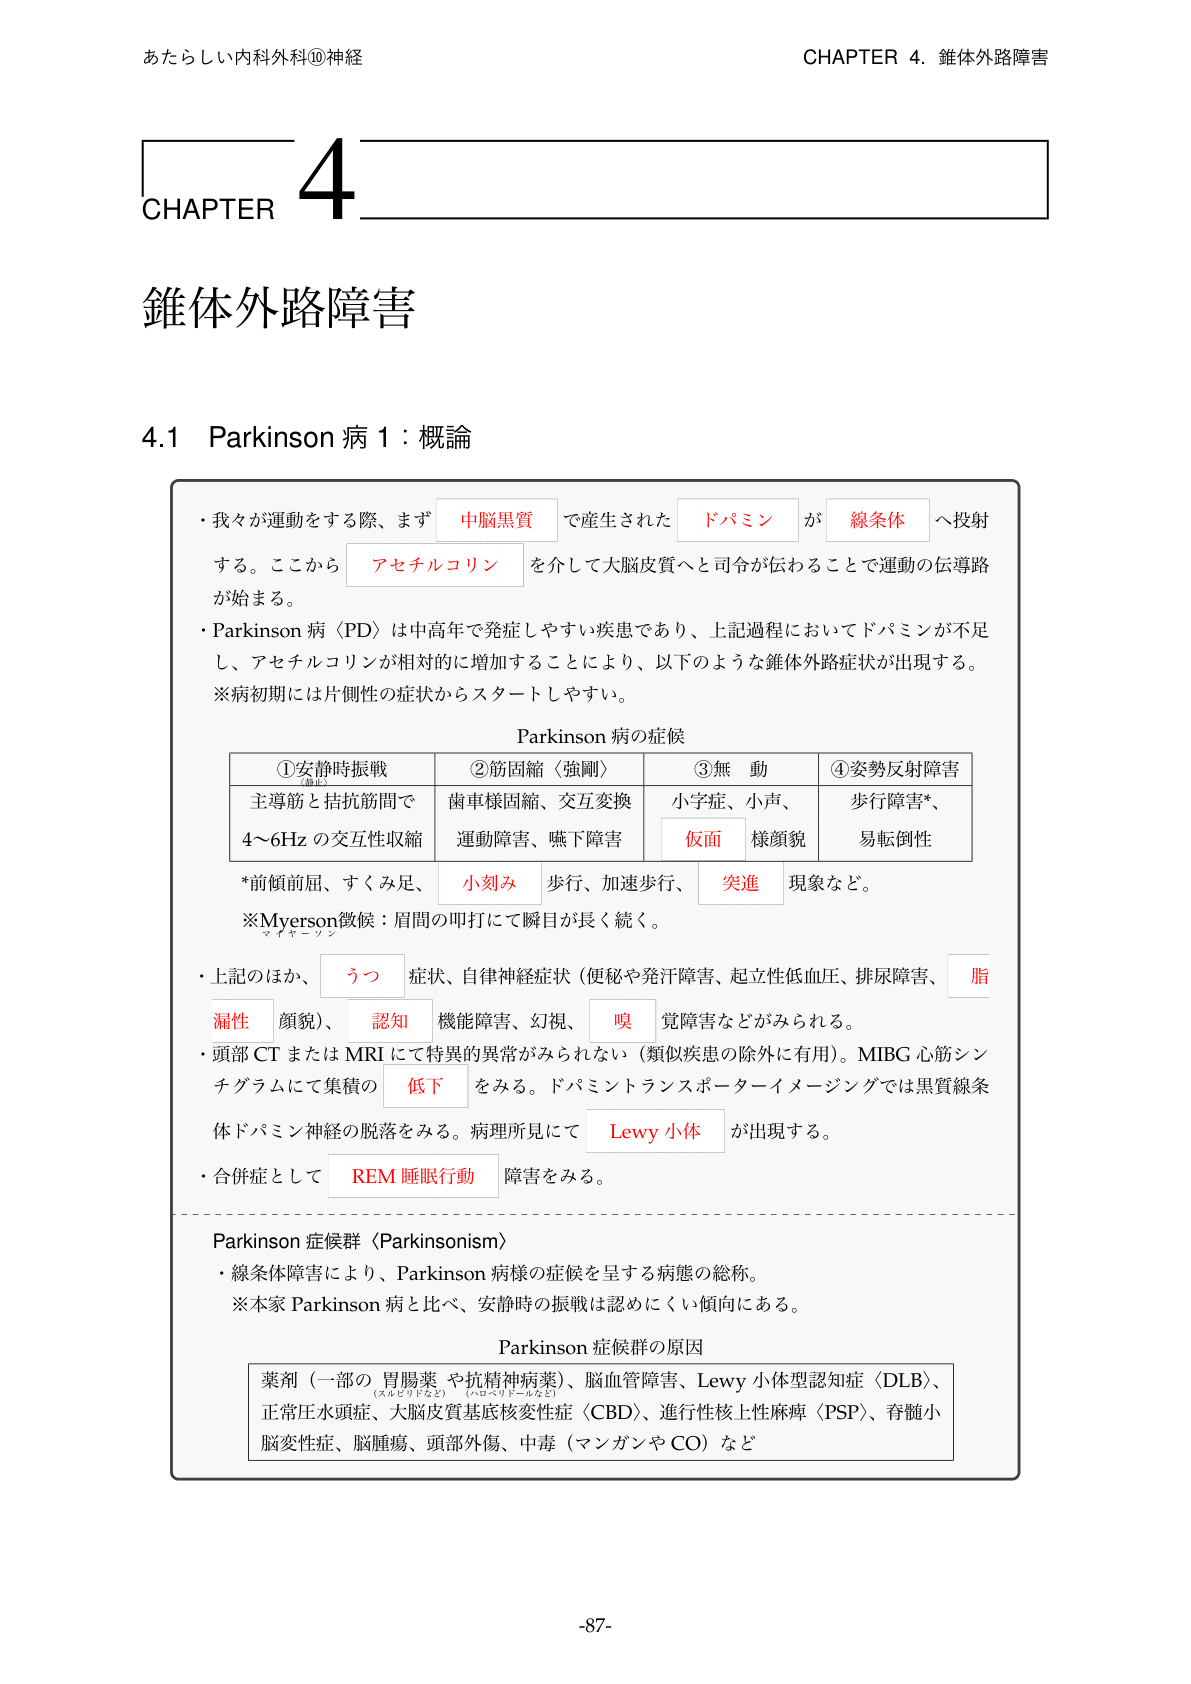 あたらしい内科外科⑩神経 CHAPTER 4. 錐体外路障害
CHAPTER 4
錐体外路障害
4.1 Parkinson 病 1：概論
・我々が運動をする際、まず 中脳黒質 で産生された ドパミン が 線条体 へ投射
する。ここから アセチルコリン を介して大脳皮質へと司令が伝わることで運動の伝導路
が始まる。
・Parkinson 病〈PD〉は中高年で発症しやすい疾患であり、上記過程においてドパミンが不足
し、アセチルコリンが相対的に増加することにより、以下のような錐体外路症状が出現する。
※病初期には片側性の症状からスタートしやすい。
Parkinson 病の症候
①安静時振戦 ②筋固縮〈強剛〉 ③無 動 ④姿勢反射障害
（静止）
主導筋と拮抗筋間で 歯車様固縮、交互変換 小字症、小声、 歩行障害*、
4〜6Hz の交互性収縮 運動障害、嚥下障害 仮面 様顔貌 易転倒性
*前傾前屈、すくみ足、 小刻み 歩行、加速歩行、 突進 現象など。
※Myerson徴候：眉間の叩打にて瞬目が長く続く。
マイヤーソン
・上記のほか、 うつ 症状、自律神経症状（便秘や発汗障害、起立性低血圧、排尿障害、 脂
漏性 顔貌）、 認知 機能障害、幻視、 嗅 覚障害などがみられる。
・頭部 CT または MRI にて特異的異常がみられない（類似疾患の除外に有用）。MIBG 心筋シン
チグラムにて集積の 低下 をみる。ドパミントランスポーターイメージングでは黒質線条
体ドパミン神経の脱落をみる。病理所見にて Lewy 小体 が出現する。
・合併症として REM 睡眠行動 障害をみる。
Parkinson 症候群〈Parkinsonism〉
・線条体障害により、Parkinson 病様の症候を呈する病態の総称。
※本家 Parkinson 病と比べ、安静時の振戦は認めにくい傾向にある。
Parkinson 症候群の原因
薬剤（一部の 胃腸薬 や抗精神病薬）、脳血管障害、Lewy 小体型認知症〈DLB〉、
（スルピリドなど） （ハロペリドールなど）
正常圧水頭症、大脳皮質基底核変性症〈CBD〉、進行性核上性麻痺〈PSP〉、脊髄小
脳変性症、脳腫瘍、頭部外傷、中毒（マンガンや CO）など
-87-